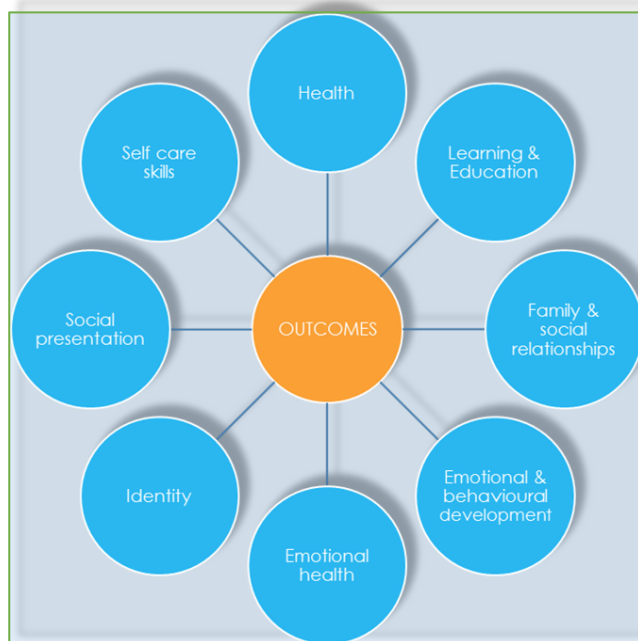 Health
Learning &
Education
Family &
social
relationships
Emotional &
behavioural
development
Emotional
health
Identity
Social
presentation
Self care
skills
OUTCOMES